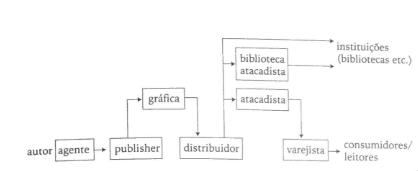 instituições
(bibliotecas etc.)
biblioteca
atacadista
gráfica
atacadista
autor agente publisher distribuidor varejista consumidores/
leitores